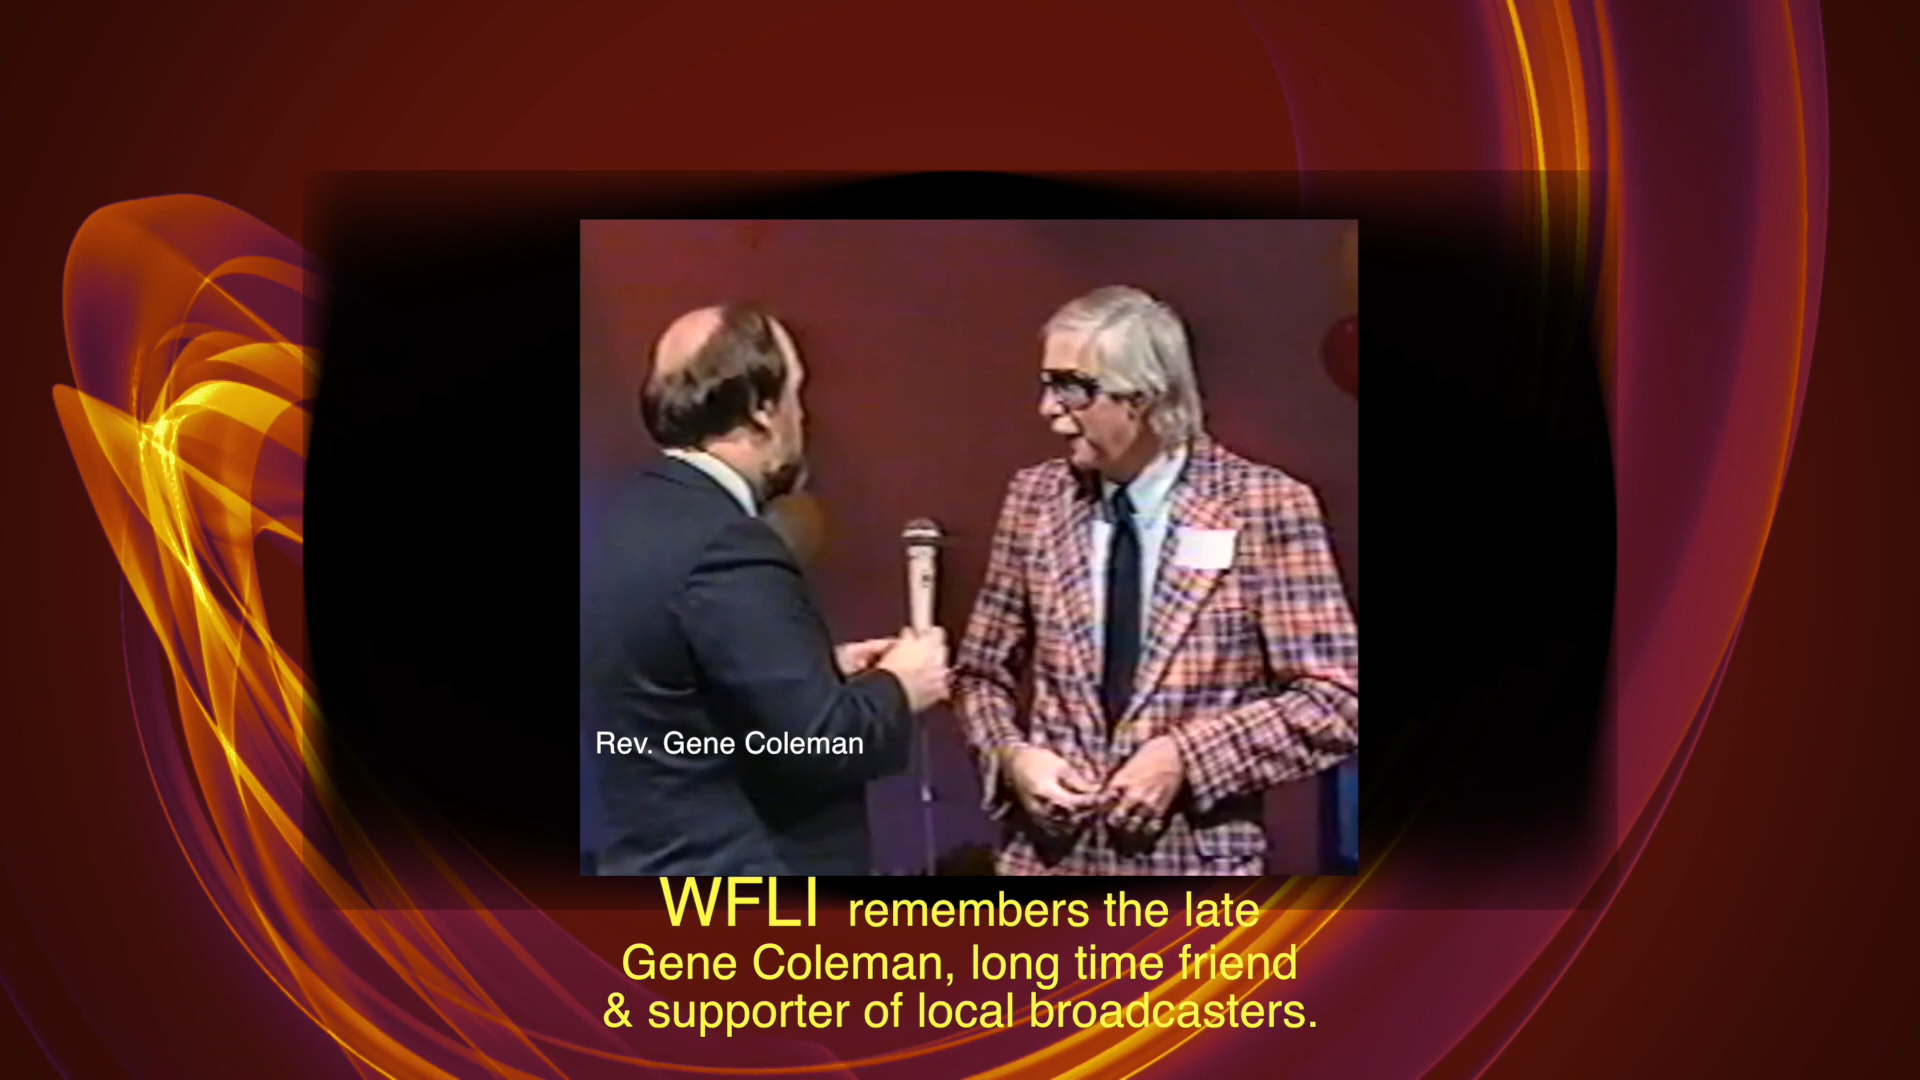 Rev. Gene Coleman
WFLI remembers the late
Gene Coleman, long time friend
& supporter of local broadcasters.